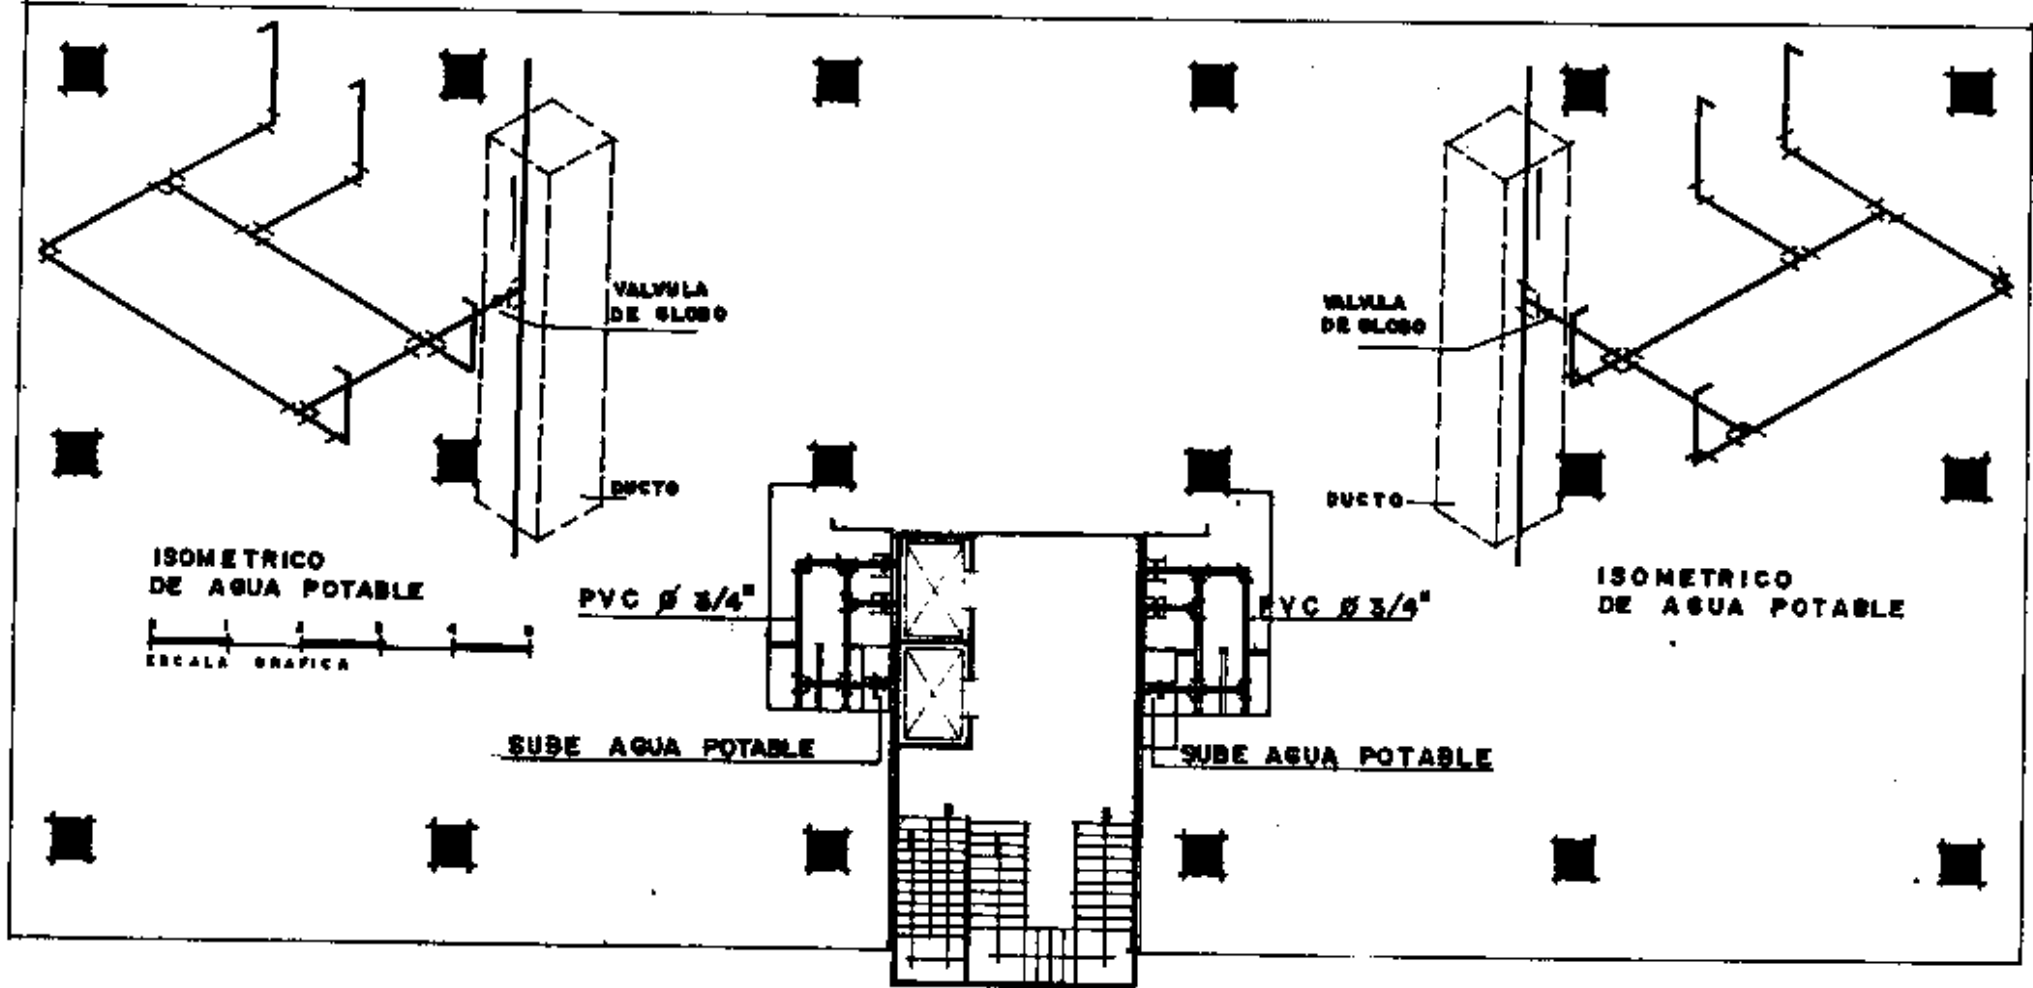 VALVULA
DE GLOBO
VALVULA
DE GLOBO
DUCTO
DUCTO
ISOMETRICO
DE AGUA POTABLE
ISOMETRICO
DE AGUA POTABLE
PVC Ø 3/4"
PVC Ø 3/4"
ESCALA GRAFICA
SUBE AGUA POTABLE
SUBE AGUA POTABLE